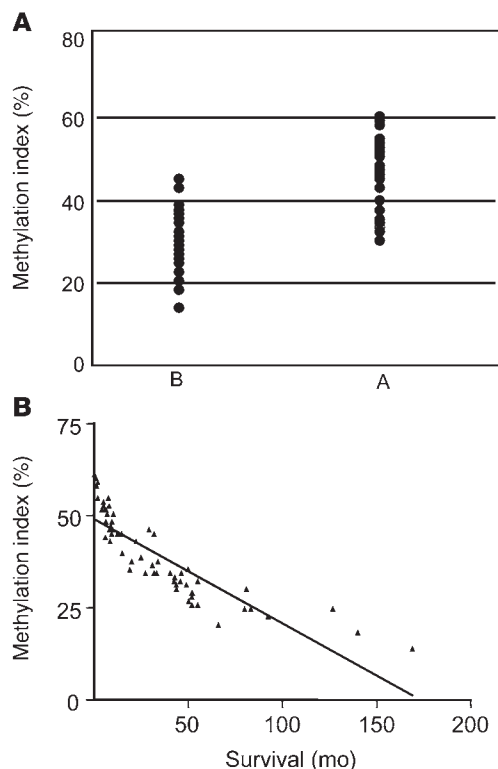 A
Methylation index (%)
80
60
40
20
0
B
A
B
Methylation index (%)
75
50
25
0
50
100
150
200
Survival (mo)